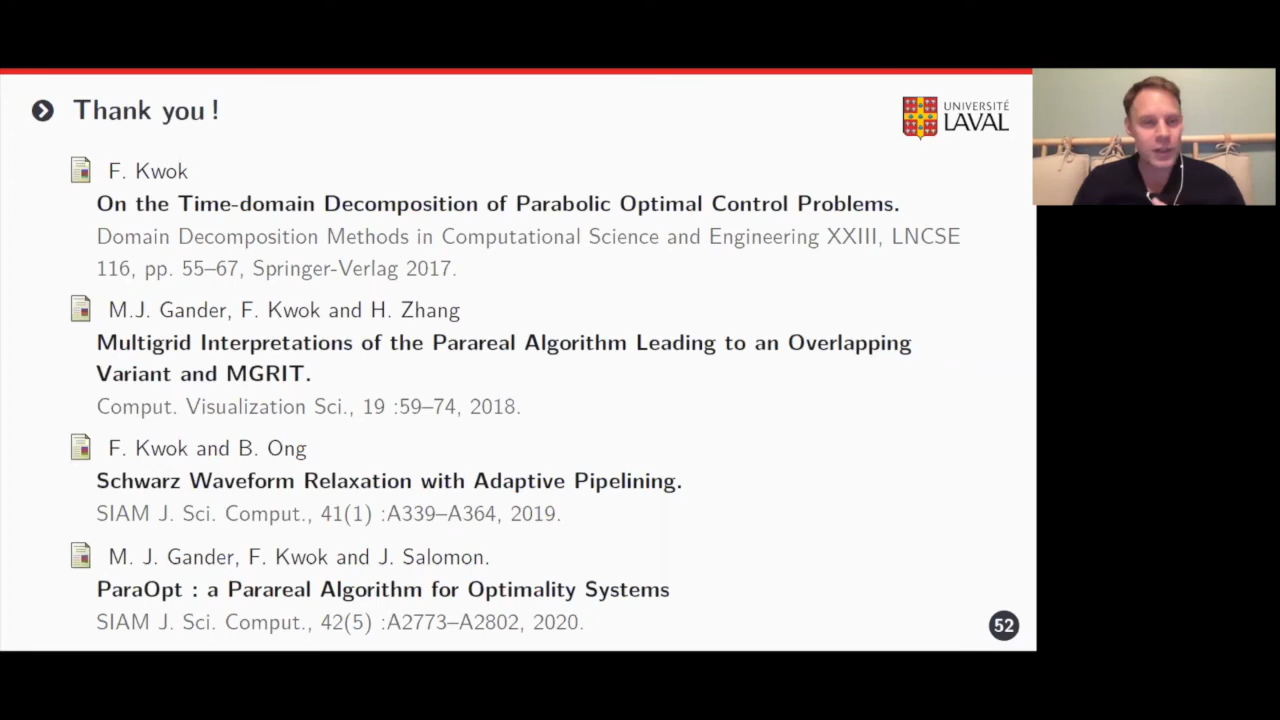 Thank you !
UNIVERSITÉ
LAVAL
F. Kwok
On the Time-domain Decomposition of Parabolic Optimal Control Problems.
Domain Decomposition Methods in Computational Science and Engineering XXIII, LNCSE
116, pp. 55–67, Springer-Verlag 2017.
M.J. Gander, F. Kwok and H. Zhang
Multigrid Interpretations of the Parareal Algorithm Leading to an Overlapping
Variant and MGRIT.
Comput. Visualization Sci., 19 :59–74, 2018.
F. Kwok and B. Ong
Schwarz Waveform Relaxation with Adaptive Pipelining.
SIAM J. Sci. Comput., 41(1) :A339–A364, 2019.
M. J. Gander, F. Kwok and J. Salomon.
ParaOpt : a Parareal Algorithm for Optimality Systems
SIAM J. Sci. Comput., 42(5) :A2773–A2802, 2020.
52